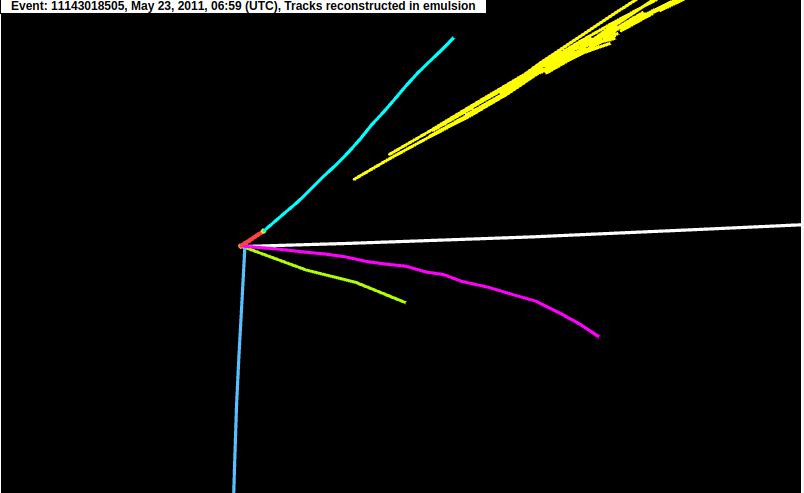 Event: 11143018505, May 23, 2011, 06:59 (UTC), Tracks reconstructed in emulsion